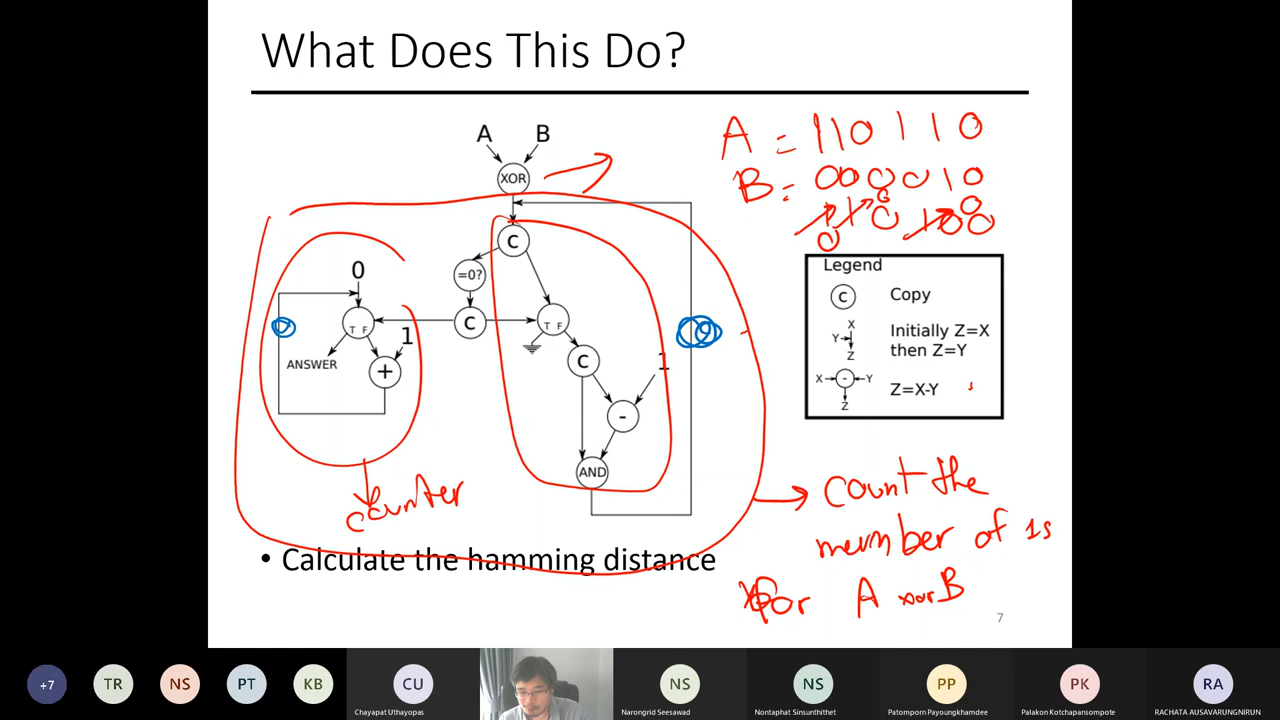 What Does This Do?
A B
XOR
C
=0?
0
C
T F
T F
1
ANSWER
+
C
1
-
AND
counter
• Calculate the hamming distance
A = 110110
B = 000010
Legend
C Copy
X
Y
Z
Initially Z=X
then Z=Y
X - Y
Z
Z=X-Y
Count the
number of 1s
for A xor B
7
+7
TR
NS
PT
KB
CU
Chayapat Uthayopas
NS
Narongrid Seesawad
NS
Nontaphat Sinsunthithet
PP
Patomporn Payoungkhamdee
PK
Palakon Kotchapansompote
RA
RACHATA AUSAVARUNGNIRUN